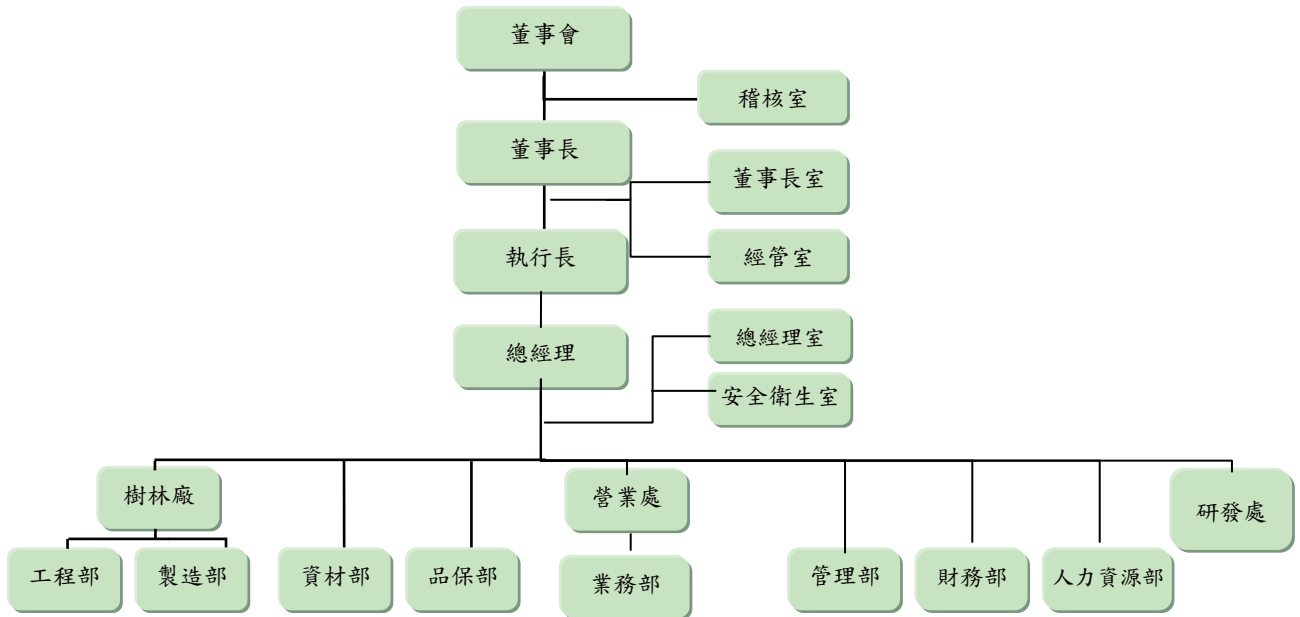 董事會
稽核室
董事長
董事長室
執行長
經管室
總經理
總經理室
安全衛生室
樹林廠
營業處
研發處
工程部
製造部
資材部
品保部
業務部
管理部
財務部
人力資源部